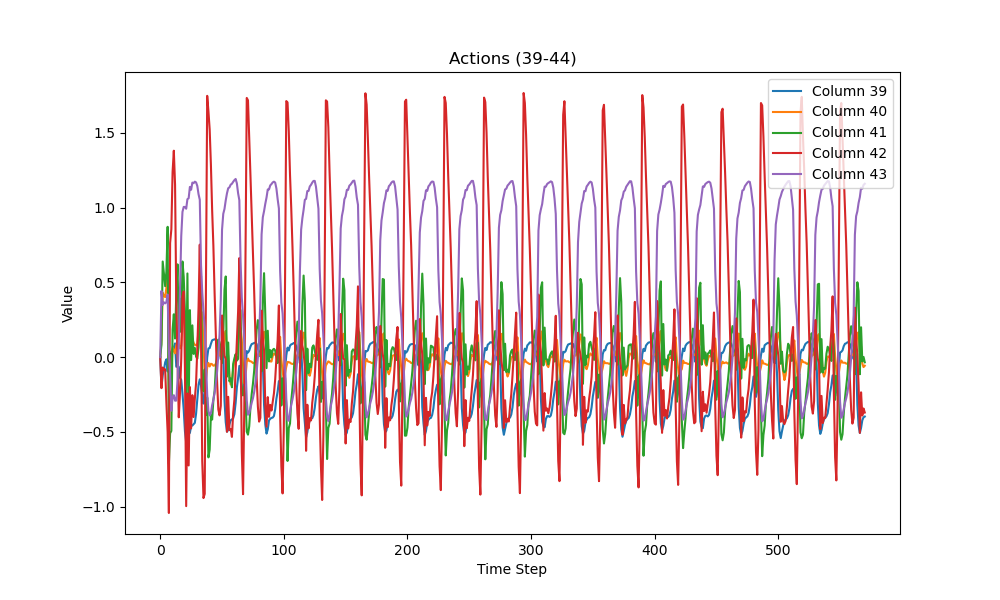 Actions (39-44)
Value
1.5
1.0
0.5
0.0
−0.5
−1.0
0
100
200
300
400
500
Time Step
Column 39
Column 40
Column 41
Column 42
Column 43